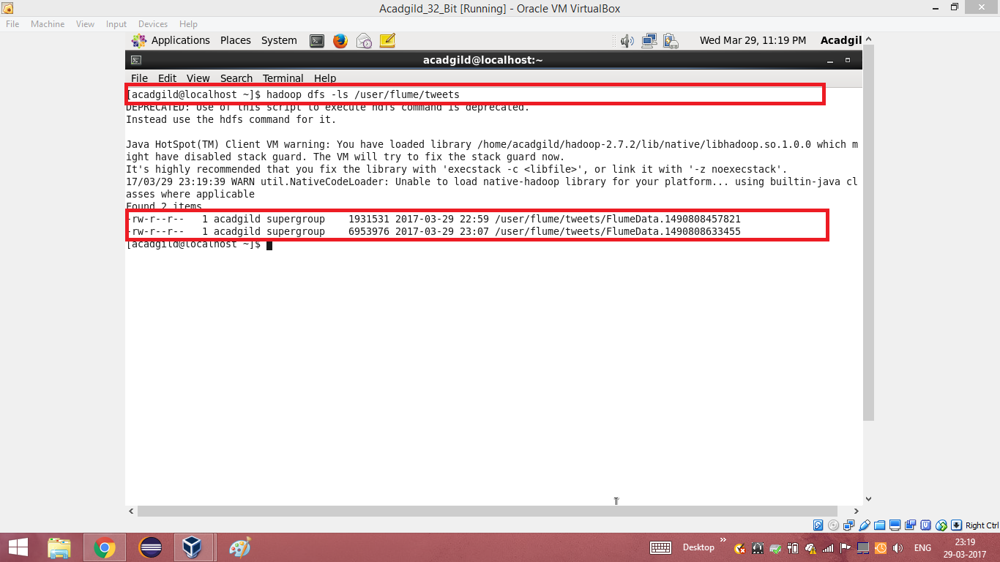 Acadgild_32_Bit [Running] - Oracle VM VirtualBox
File Machine View Input Devices Help
Applications Places System Wed Mar 29, 11:19 PM Acadgil
acadgild@localhost:~
File Edit View Search Terminal Help
[acadgild@localhost ~]$ hadoop dfs -ls /user/flume/tweets
DEPRECATED: Use of this script to execute hdfs command is deprecated.
Instead use the hdfs command for it.
Java HotSpot(TM) Client VM warning: You have loaded library /home/acadgild/hadoop-2.7.2/lib/native/libhadoop.so.1.0.0 which m
ight have disabled stack guard. The VM will try to fix the stack guard now.
It's highly recommended that you fix the library with 'execstack -c <libfile>', or link it with '-z noexecstack'.
17/03/29 23:19:39 WARN util.NativeCodeLoader: Unable to load native-hadoop library for your platform... using builtin-java cl
asses where applicable
Found 2 items
-rw-r--r-- 1 acadgild supergroup 1931531 2017-03-29 22:59 /user/flume/tweets/FlumeData.1490808457821
-rw-r--r-- 1 acadgild supergroup 6953976 2017-03-29 23:07 /user/flume/tweets/FlumeData.1490808633455
[acadgild@localhost ~]$
Right Ctrl
Desktop » ENG 23:19
29-03-2017